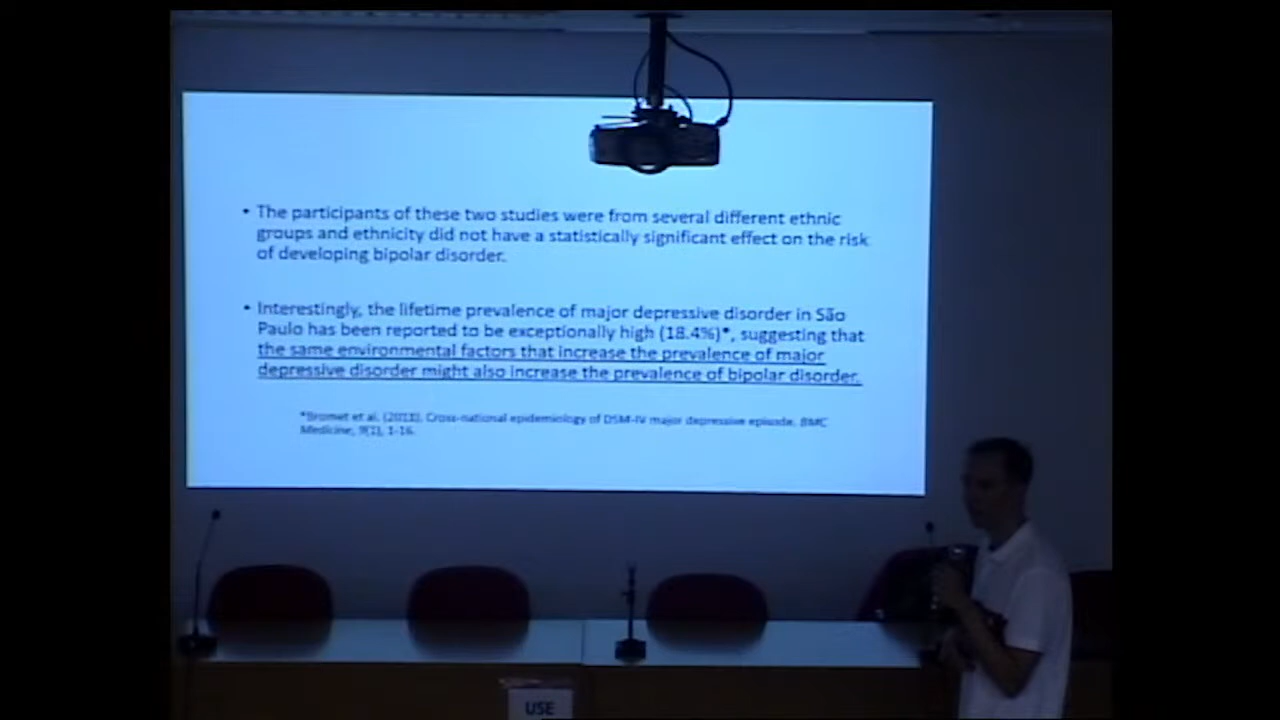 • The participants of these two studies were from several different ethnic
groups and ethnicity did not have a statistically significant effect on the risk
of developing bipolar disorder.
• Interestingly, the lifetime prevalence of major depressive disorder in São
Paulo has been reported to be exceptionally high (18.4%)*, suggesting that
the same environmental factors that increase the prevalence of major
depressive disorder might also increase the prevalence of bipolar disorder.
*Bromet et al. (2011). Cross-national epidemiology of DSM-IV major depressive episode. BMC
Medicine, 9(1), 1-16.
USE